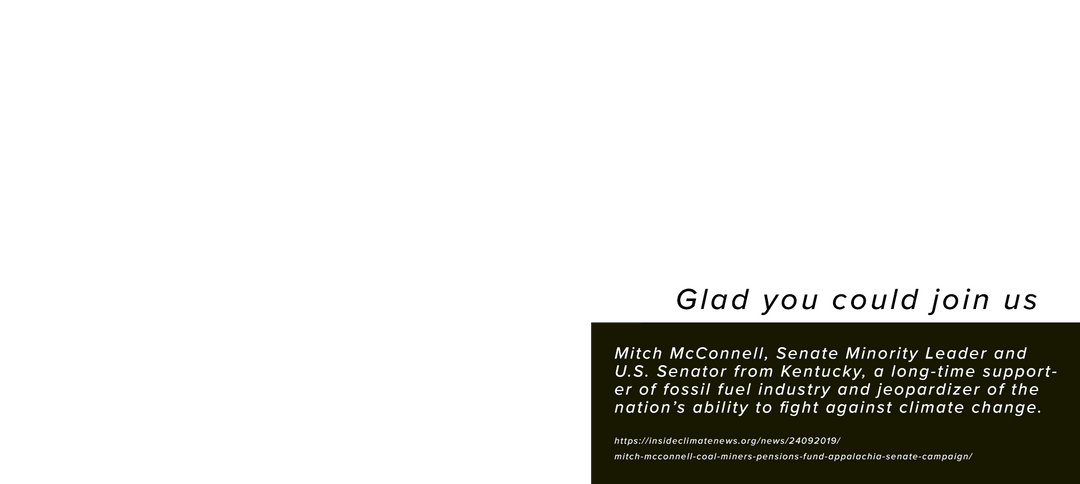 Glad you could join us
Mitch McConnell, Senate Minority Leader and
U.S. Senator from Kentucky, a long-time support-
er of fossil fuel industry and jeopardizer of the
nation’s ability to fight against climate change.
https://insideclimatenews.org/news/24092019/
mitch-mcconnell-coal-miners-pensions-fund-appalachia-senate-campaign/